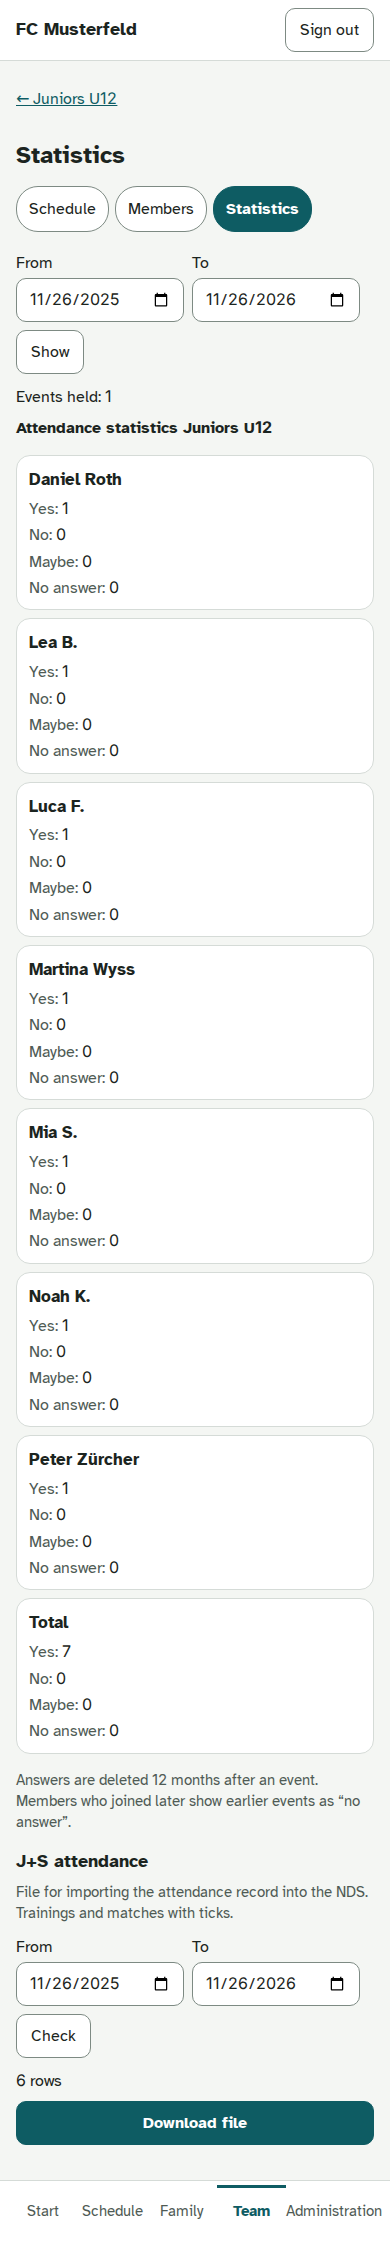 FC Musterfeld
Sign out
← Juniors U12
Statistics
Schedule
Members
Statistics
From
To
11/26/2025
11/26/2026
Show
Events held: 1
Attendance statistics Juniors U12
Daniel Roth
Yes: 1
No: 0
Maybe: 0
No answer: 0
Lea B.
Yes: 1
No: 0
Maybe: 0
No answer: 0
Luca F.
Yes: 1
No: 0
Maybe: 0
No answer: 0
Martina Wyss
Yes: 1
No: 0
Maybe: 0
No answer: 0
Mia S.
Yes: 1
No: 0
Maybe: 0
No answer: 0
Noah K.
Yes: 1
No: 0
Maybe: 0
No answer: 0
Peter Zürcher
Yes: 1
No: 0
Maybe: 0
No answer: 0
Total
Yes: 7
No: 0
Maybe: 0
No answer: 0
Answers are deleted 12 months after an event.
Members who joined later show earlier events as “no
answer”.
J+S attendance
File for importing the attendance record into the NDS.
Trainings and matches with ticks.
From
To
11/26/2025
11/26/2026
Check
6 rows
Download file
Start
Schedule
Family
Team
Administration